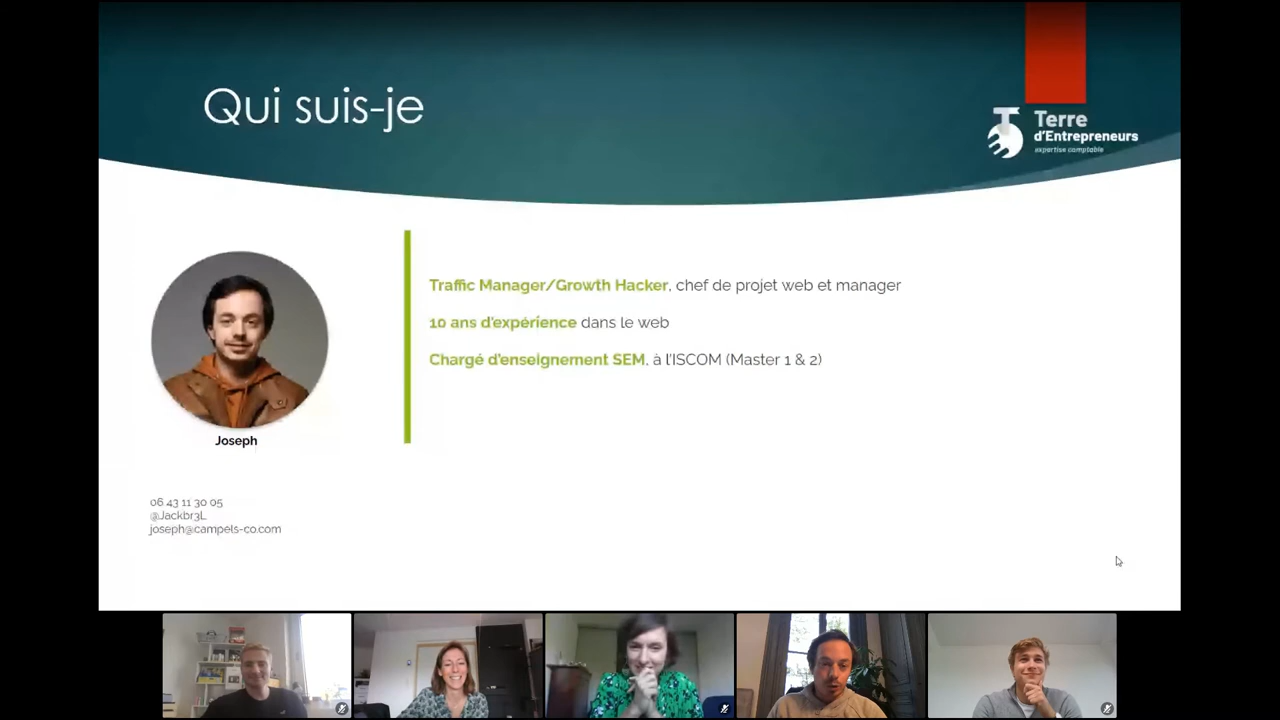 Qui suis-je
Terre
d'Entrepreneurs
expertise comptable
Traffic Manager/Growth Hacker, chef de projet web et manager
10 ans d'expérience dans le web
Chargé d'enseignement SEM, à l'ISCOM (Master 1 & 2)
Joseph
06 43 11 30 05
@Jackbr3L
joseph@campels-co.com